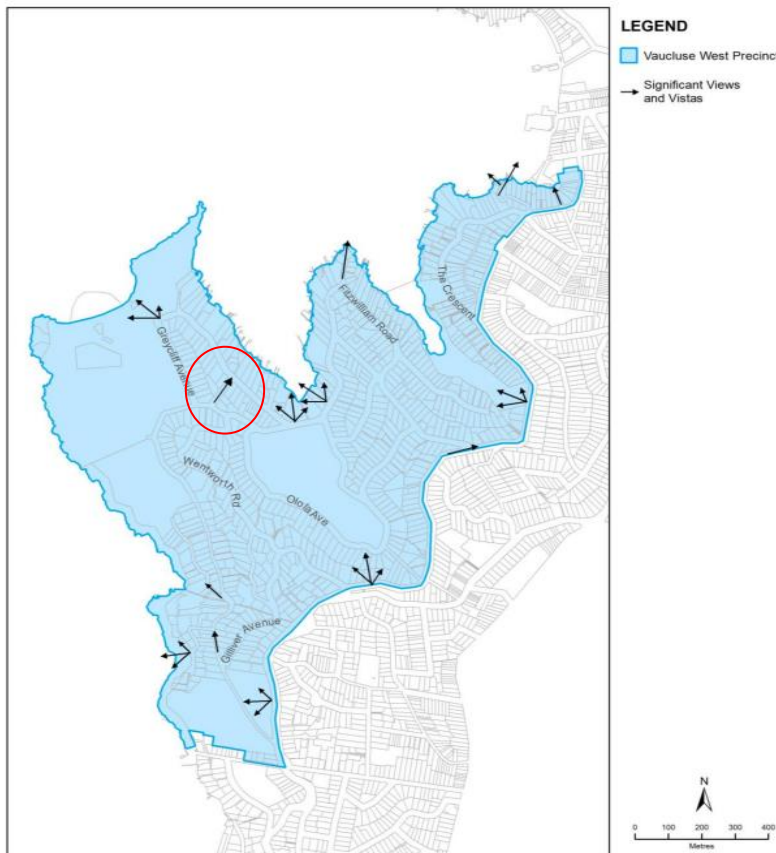 LEGEND
Vaucluse West Precinct
Significant Views
and Vistas
The Crescent
Fitzwilliam Road
Greycliff Avenue
Wentworth Rd
Olola Ave
Gilliver Avenue
N
0 100 200 300 400
Metres